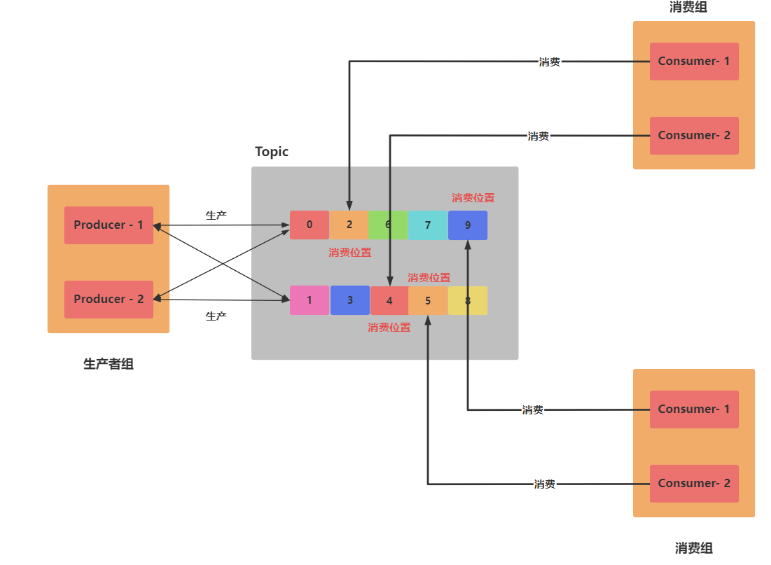 消费组
Consumer- 1
消费
Consumer- 2
消费
Topic
Producer - 1
生产
消费位置
0 2 6 7 9
消费位置
消费位置
Producer - 2
1 3 4 5 8
生产
消费位置
生产者组
Consumer- 1
消费
Consumer- 2
消费
消费组